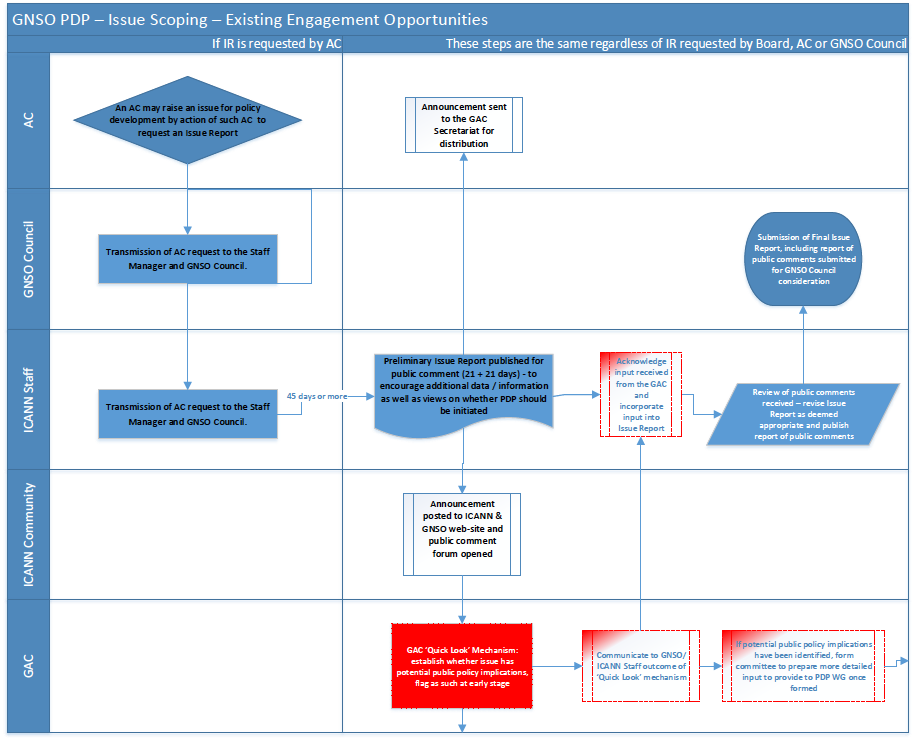 GNSO PDP – Issue Scoping – Existing Engagement Opportunities
If IR is requested by AC
These steps are the same regardless of IR requested by Board, AC or GNSO Council
AC
An AC may raise an issue for policy
development by action of such AC to
request an Issue Report
Announcement sent
to the GAC
Secretariat for
distribution
GNSO Council
Transmission of AC request to the Staff
Manager and GNSO Council.
Submission of Final Issue
Report, including report of
public comments submitted
for GNSO Council
consideration
ICANN Staff
Transmission of AC request to the Staff
Manager and GNSO Council.
45 days or more
Preliminary Issue Report published for
public comment (21 + 21 days) - to
encourage additional data / information
as well as views on whether PDP should
be initiated
Acknowledge
input received
from the GAC
and
incorporate
input into
Issue Report
Review of public comments
received – revise Issue
Report as deemed
appropriate and publish
report of public comments
ICANN Community
Announcement
posted to ICANN &
GNSO web-site and
public comment
forum opened
GAC
GAC 'Quick Look' Mechanism:
establish whether issue has
potential public policy implications,
flag as such at early stage
Communicate to GNSO/
ICANN Staff outcome of
'Quick Look' mechanism
If potential public policy implications
have been identified, form
committee to prepare more detailed
input to provide to PDP WG once
formed